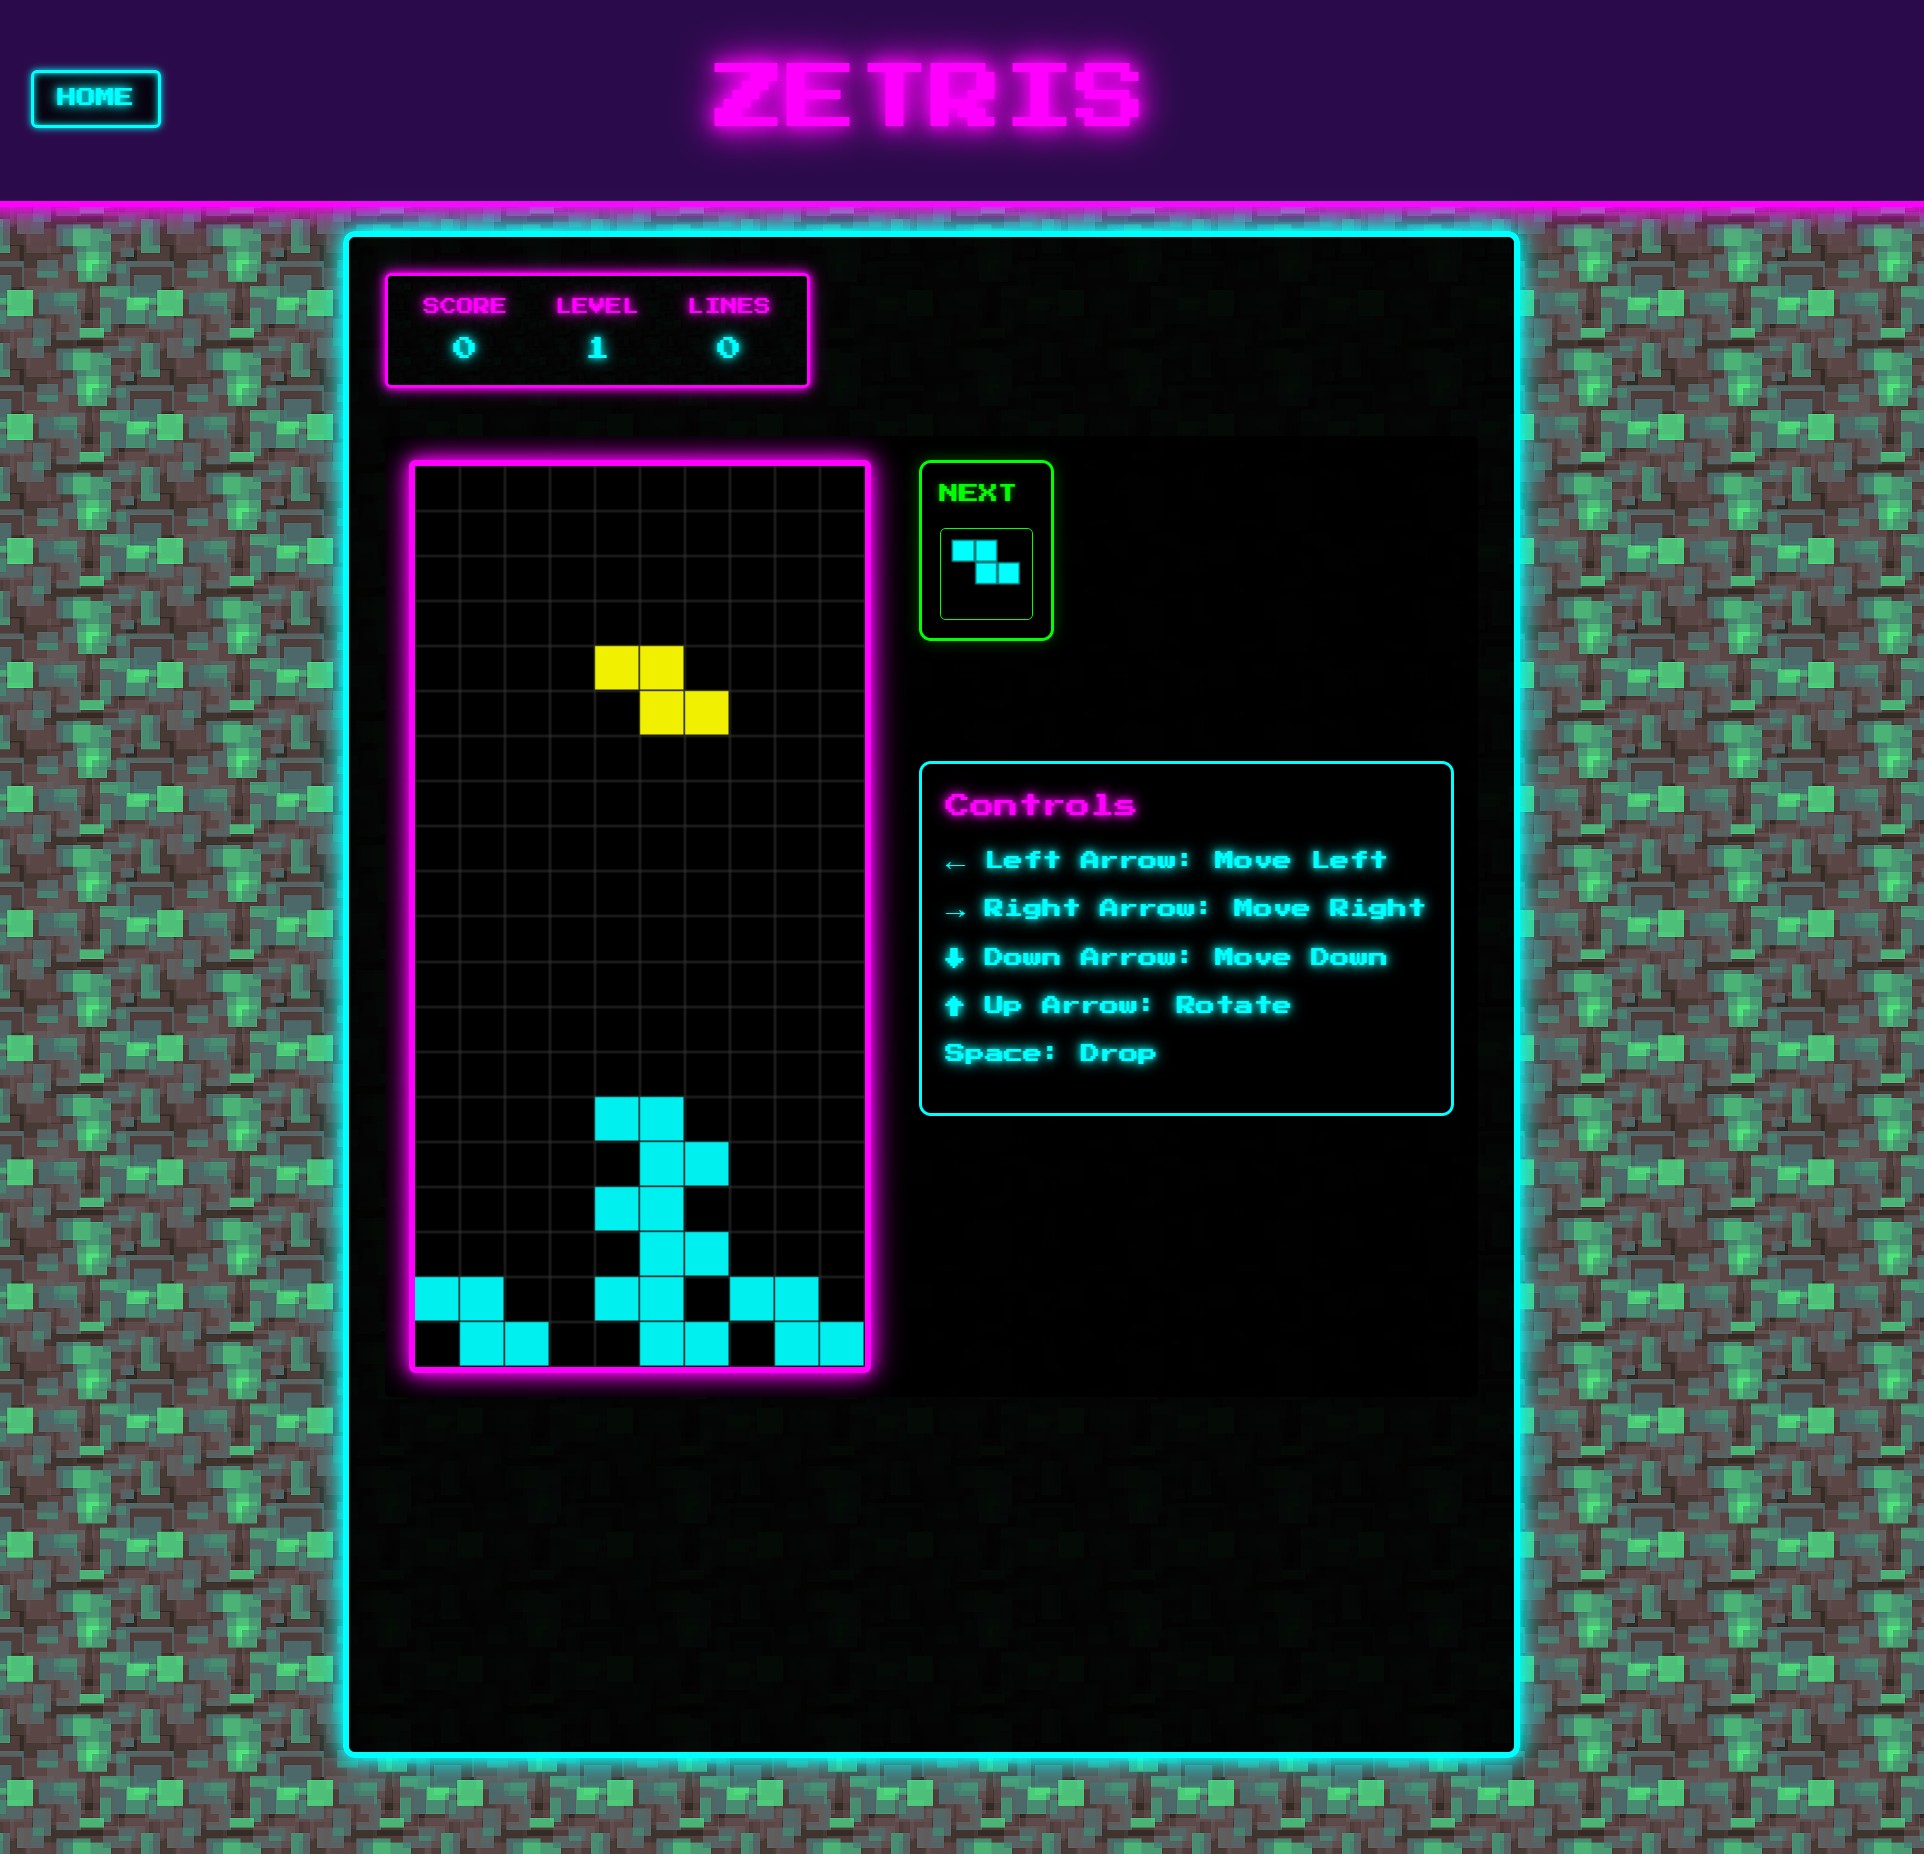 HOME
ZETRIS
SCORE LEVEL LINES
0 1 0
NEXT
Controls
← Left Arrow: Move Left
→ Right Arrow: Move Right
↓ Down Arrow: Move Down
↑ Up Arrow: Rotate
Space: Drop